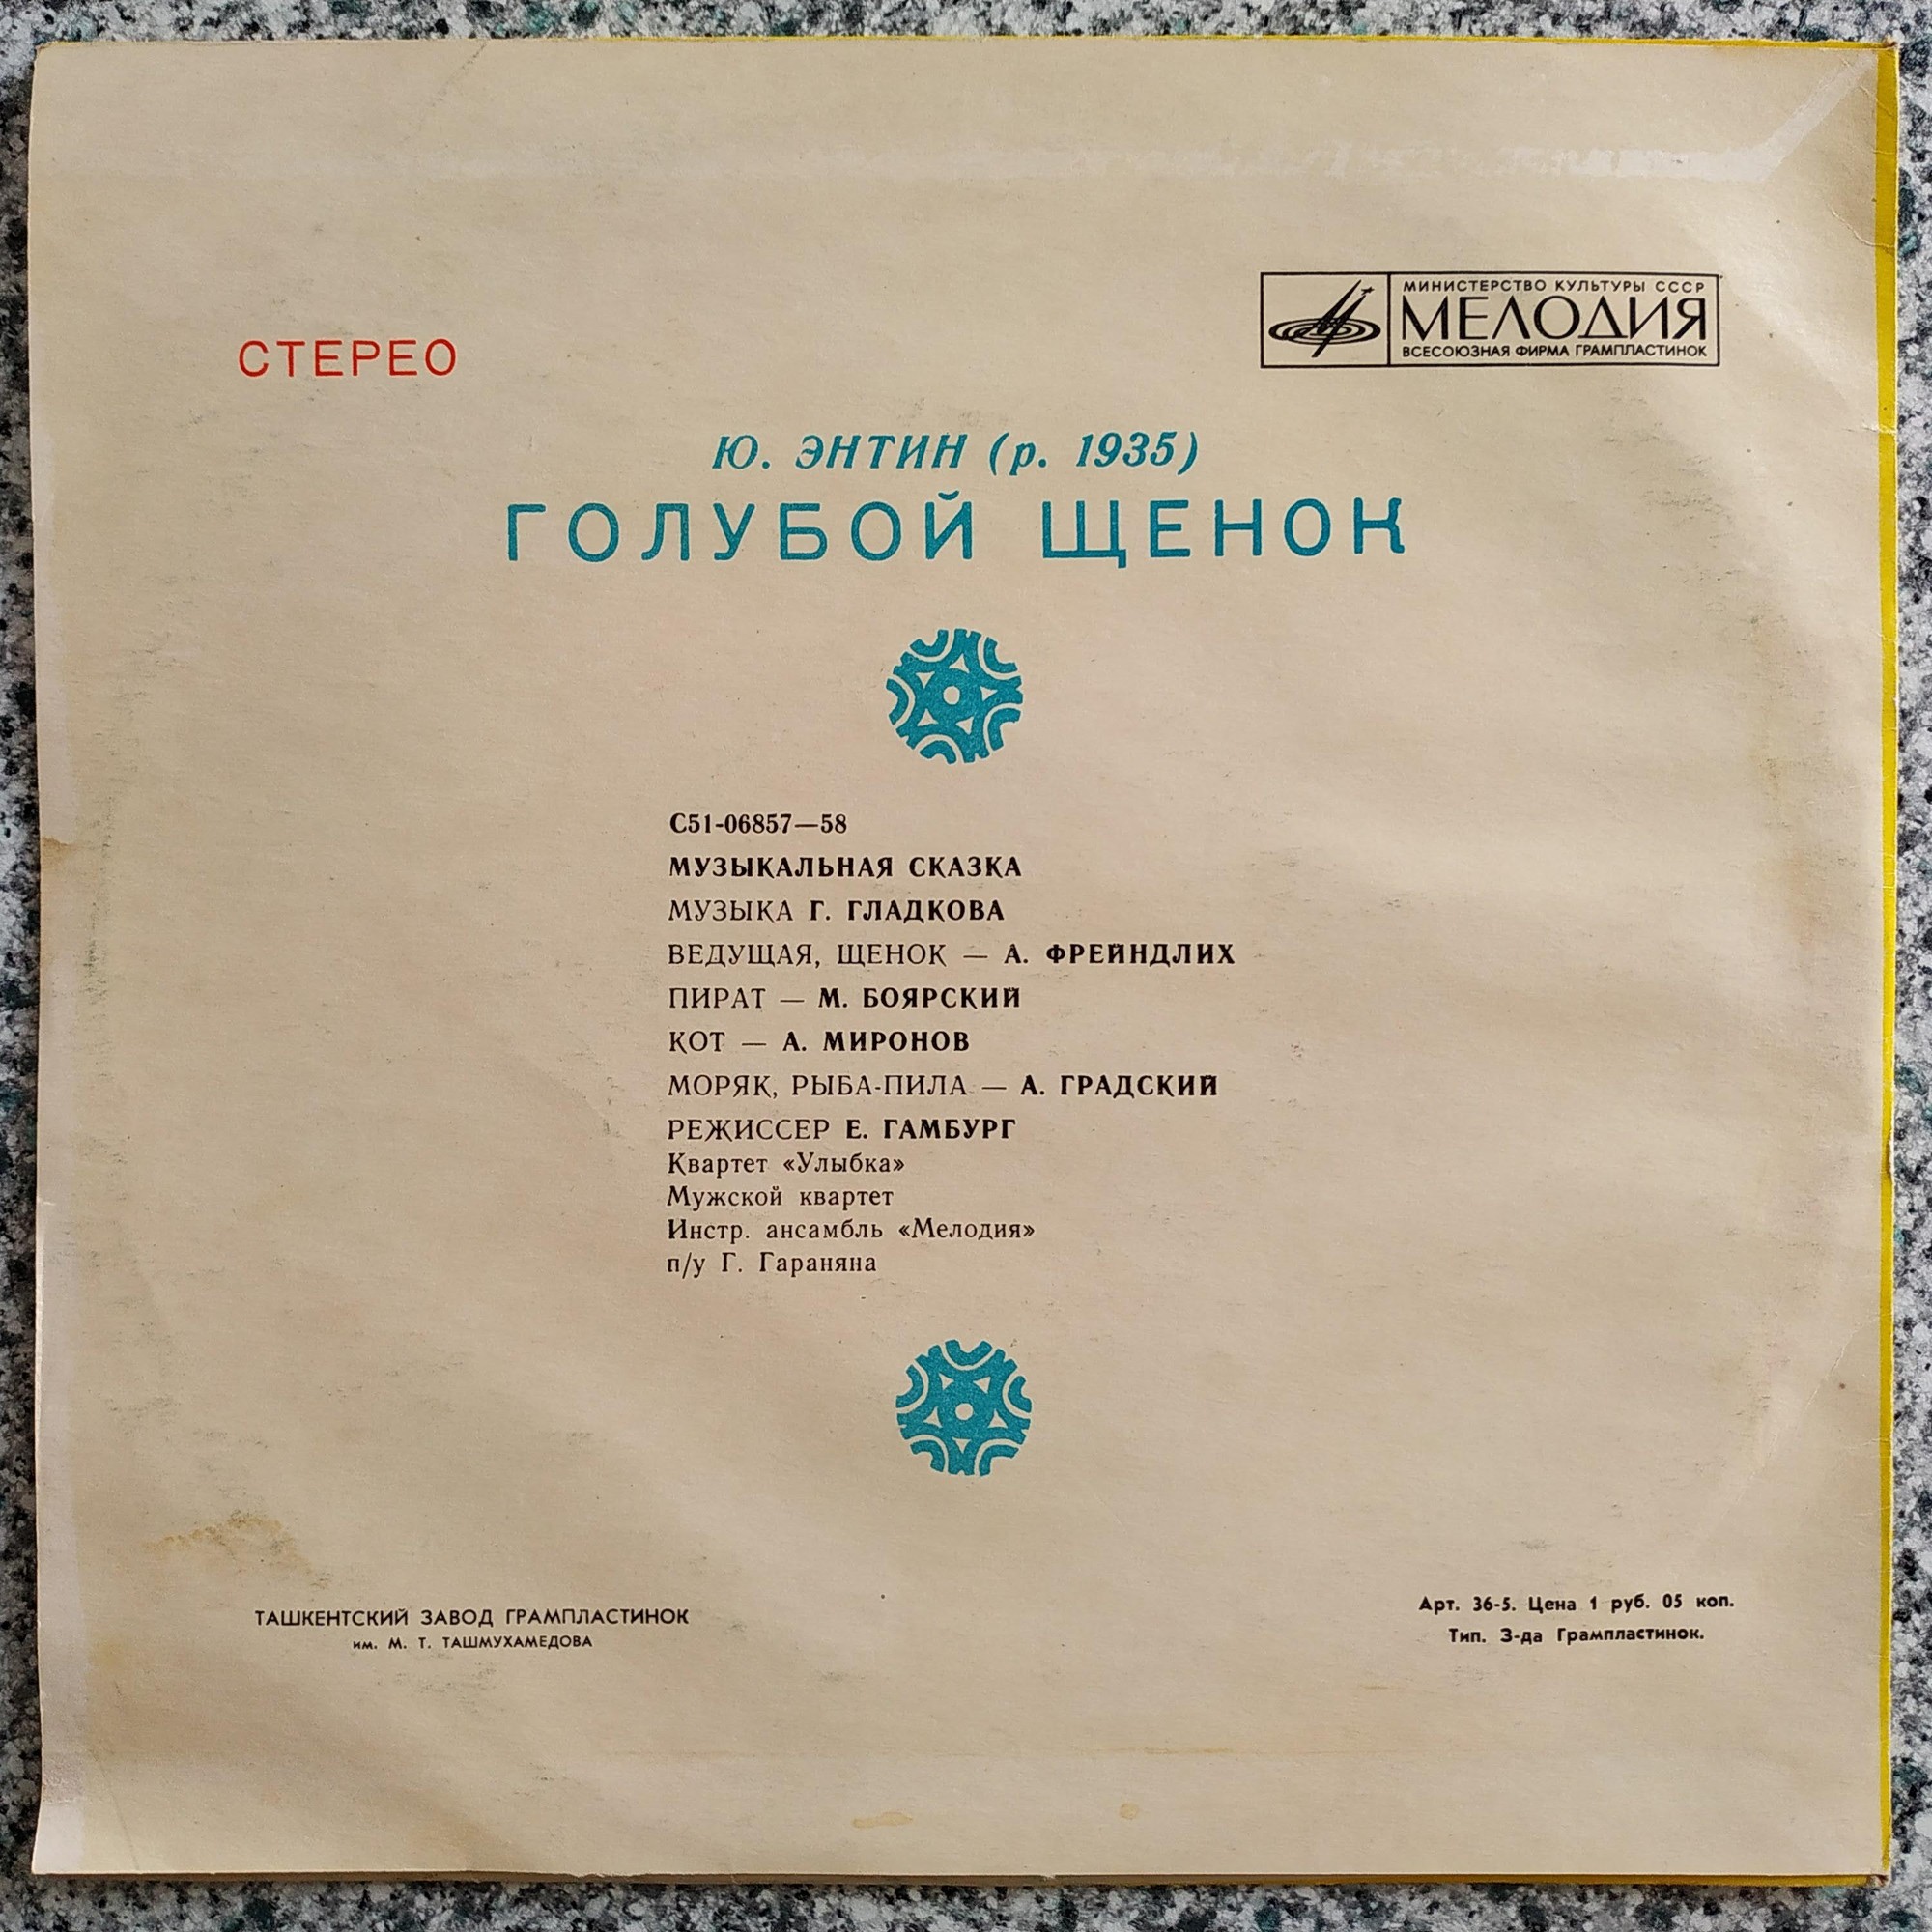 МИНИСТЕРСТВО КУЛЬТУРЫ СССР
МЕЛОДИЯ
ВСЕСОЮЗНАЯ ФИРМА ГРАМПЛАСТИНОК
СТЕРЕО
Ю. ЭНТИН (р. 1935)
ГОЛУБОЙ ЩЕНОК
С51-06857—58
МУЗЫКАЛЬНАЯ СКАЗКА
МУЗЫКА Г. ГЛАДКОВА
ВЕДУЩАЯ, ЩЕНОК — А. ФРЕЙНДЛИХ
ПИРАТ — М. БОЯРСКИЙ
КОТ — А. МИРОНОВ
МОРЯК, РЫБА-ПИЛА — А. ГРАДСКИЙ
РЕЖИССЕР Е. ГАМБУРГ
Квартет «Улыбка»
Мужской квартет
Инстр. ансамбль «Мелодия»
п/у Г. Гараняна
ТАШКЕНТСКИЙ ЗАВОД ГРАМПЛАСТИНОК
им. М. Т. ТАШМУХАМЕДОВА
Арт. 36-5. Цена 1 руб. 05 коп.
Тип. З-да Грампластинок.